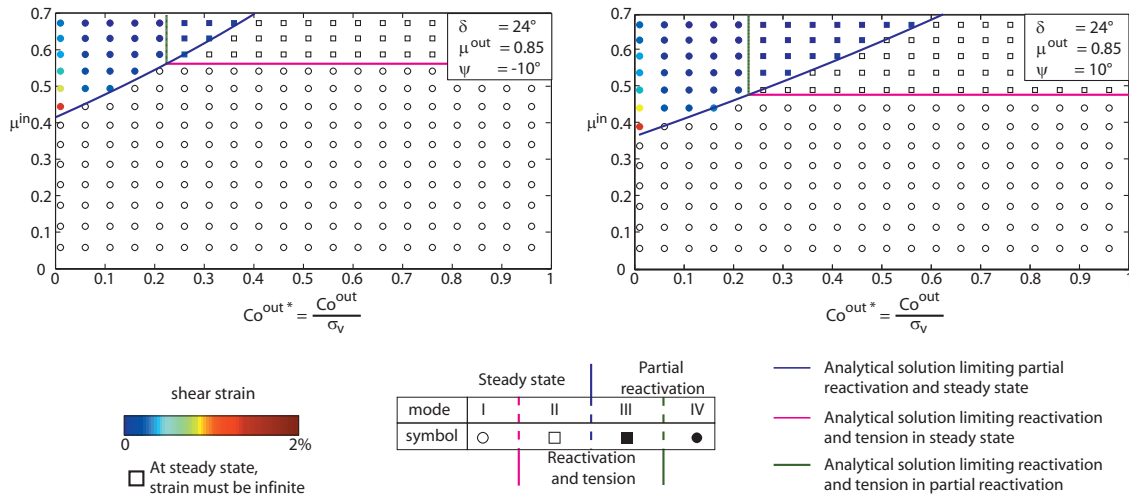 0.7
0.6
0.5
μin
0.4
0.3
0.2
0.1
0
0 0.1 0.2 0.3 0.4 0.5 0.6 0.7 0.8 0.9 1
δ = 24°
μout = 0.85
ψ = -10°
Coout * = Coout
σv
0.7
0.6
0.5
μin
0.4
0.3
0.2
0.1
0
0 0.1 0.2 0.3 0.4 0.5 0.6 0.7 0.8 0.9 1
δ = 24°
μout = 0.85
ψ = 10°
Coout * = Coout
σv
shear strain
0 2%
At steady state,
strain must be infinite
Steady state
Partial
reactivation
mode I II III IV
symbol
Reactivation
and tension
Analytical solution limiting partial
reactivation and steady state
Analytical solution limiting reactivation
and tension in steady state
Analytical solution limiting reactivation
and tension in partial reactivation